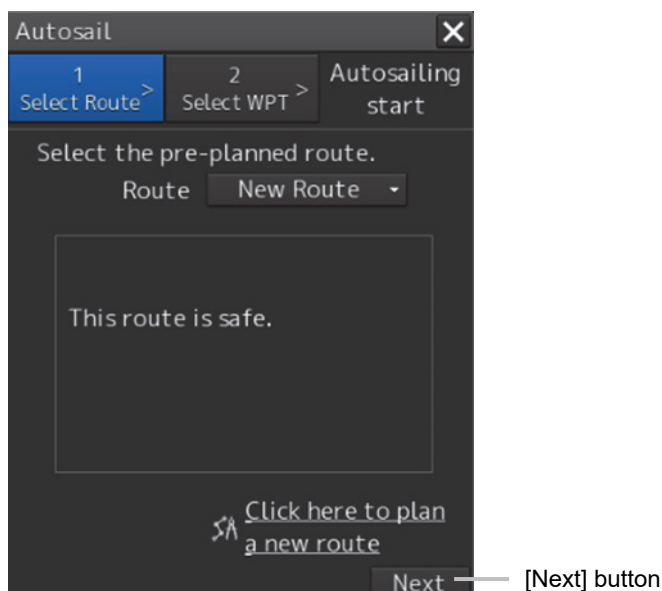 Autosail
1
Select Route >
2
Select WPT >
Autosailing
start
Select the pre-planned route.
Route New Route
This route is safe.
Click here to plan
a new route
Next
[Next] button